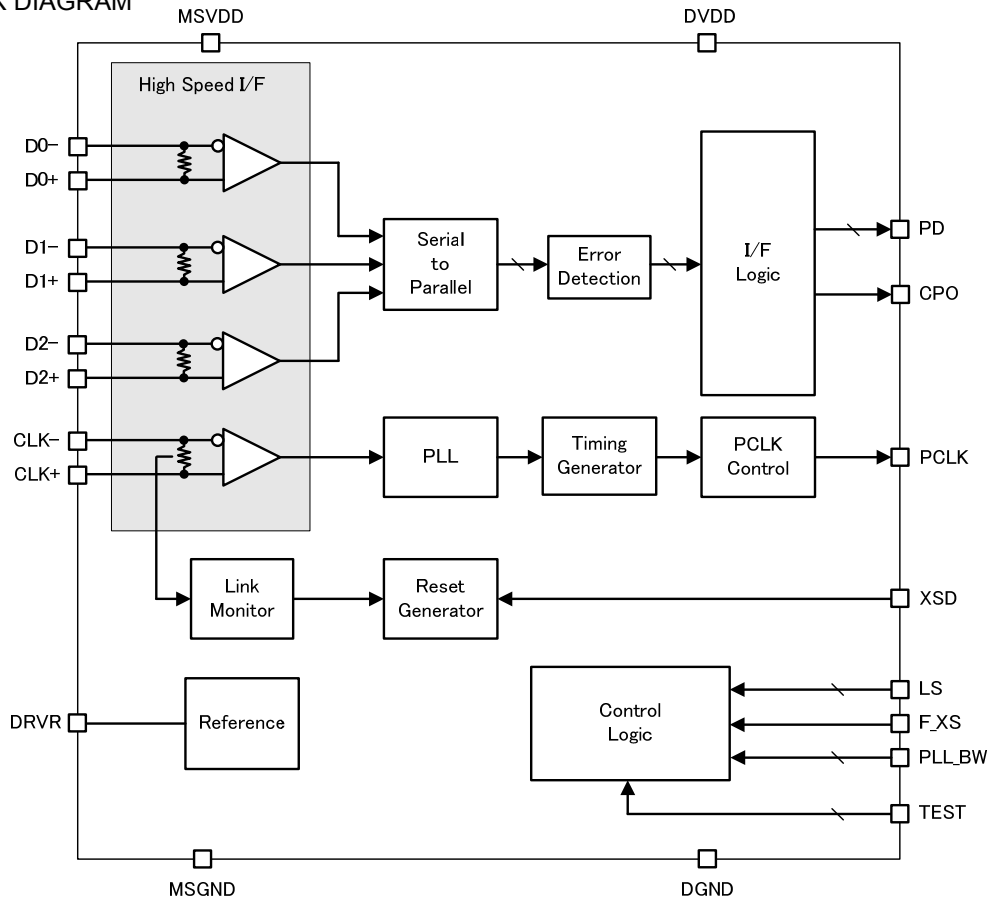 K DIAGRAM
MSVDD
DVDD
High Speed I/F
D0-
D0+
D1-
D1+
D2-
D2+
CLK-
CLK+
Serial
to
Parallel
Error
Detection
I/F
Logic
PD
CPO
PLL
Timing
Generator
PCLK
Control
PCLK
Link
Monitor
Reset
Generator
XSD
DRVR
Reference
Control
Logic
LS
F_XS
PLL_BW
TEST
MSGND
DGND